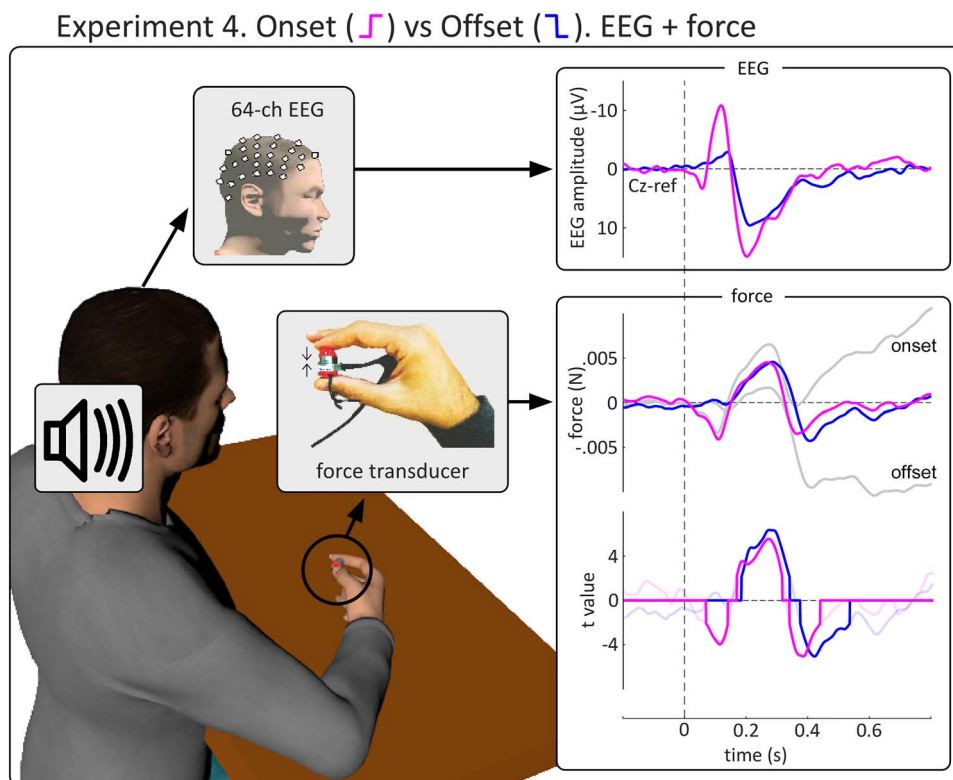 Experiment 4. Onset ( ) vs Offset ( ). EEG + force
64-ch EEG
force transducer
EEG
EEG amplitude (µV)
-10
0
10
Cz-ref
force
force (N)
.005
0
-.005
onset
offset
t value
4
0
-4
0
0.2
0.4
0.6
time (s)